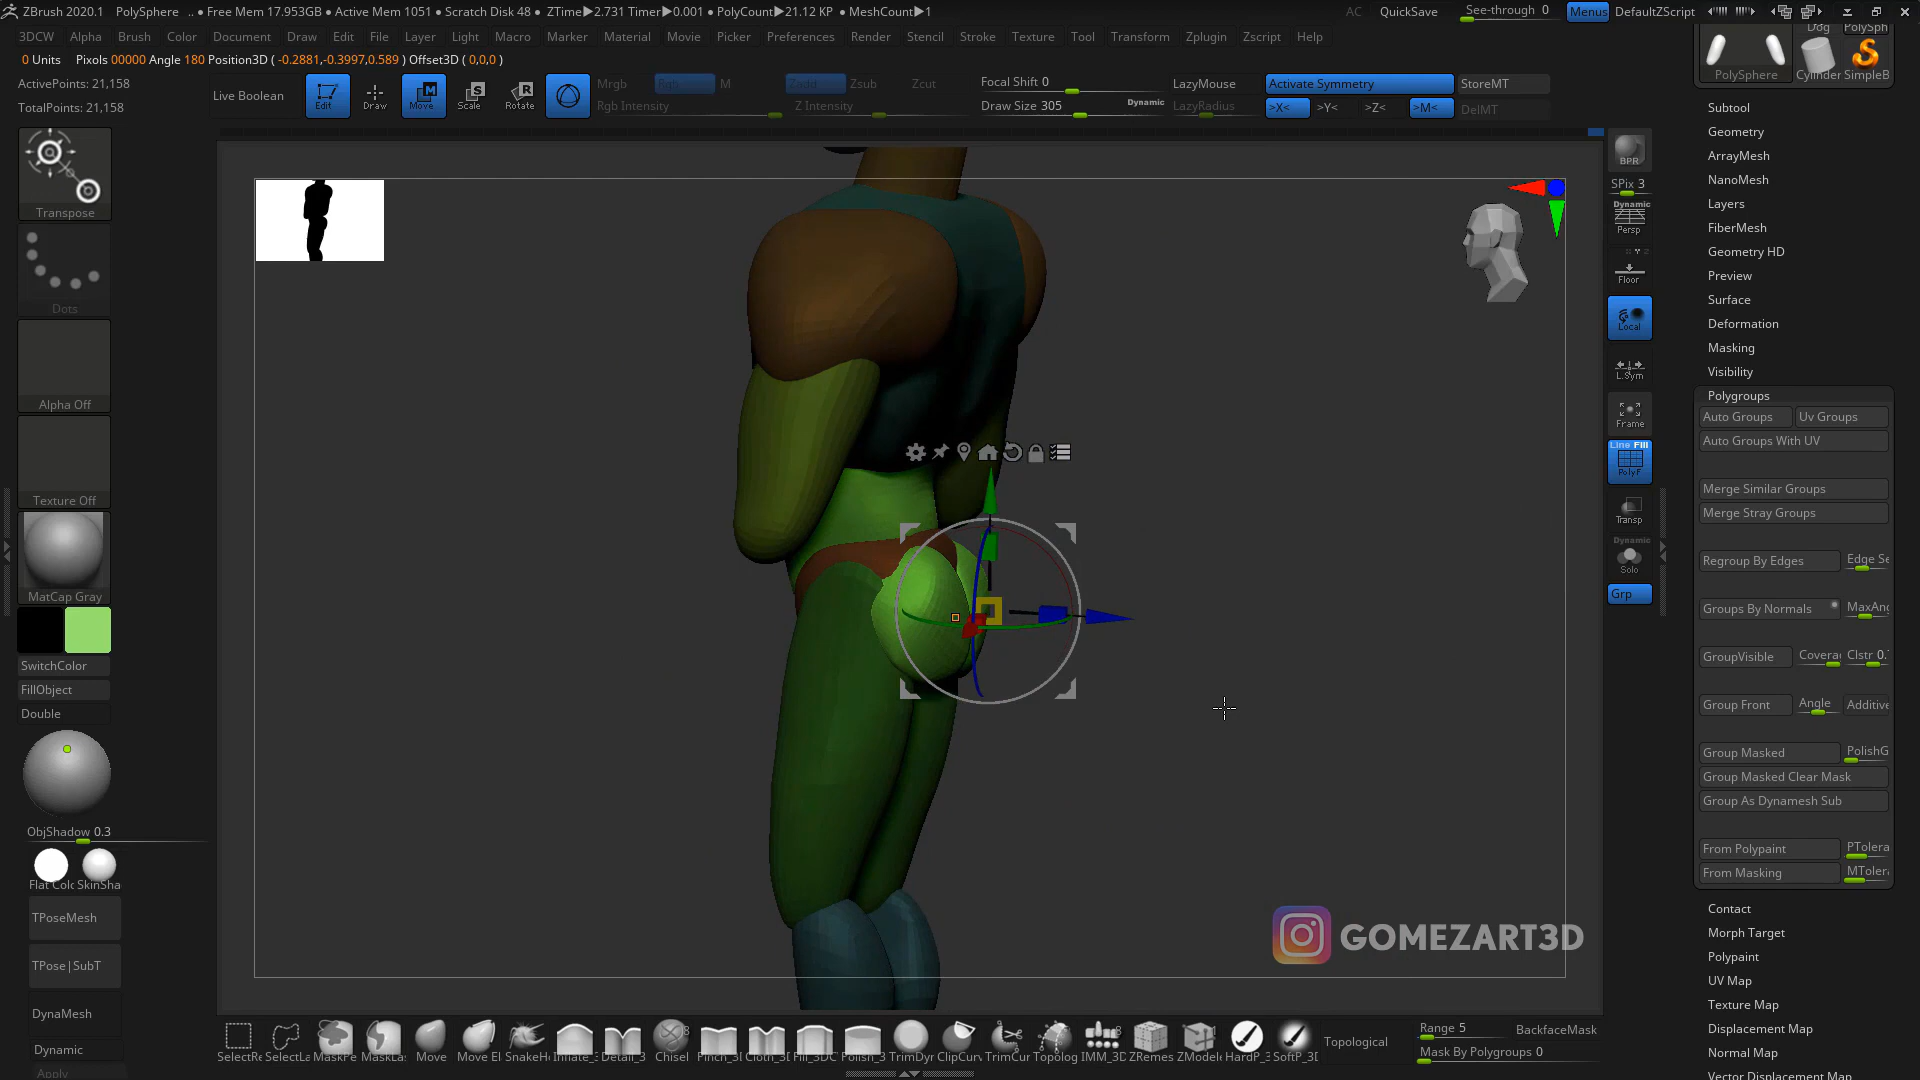 ZBrush 2020.1 PolySphere .. ● Free Mem 17.953GB ● Active Mem 1051 ● Scratch Disk 48 ● ZTime▶2.731 Timer▶0.001 ● PolyCount▶21.12 KP ● MeshCount▶1 AC QuickSave See-through 0 Menus DefaultZScript
3DCW Alpha Brush Color Document Draw Edit File Layer Light Macro Marker Material Movie Picker Preferences Render Stencil Stroke Texture Tool Transform Zplugin Zscript Help
0 Units Pixols 00000 Angle 180 Position3D ( -0.2881,-0.3997,0.589 ) Offset3D ( 0,0,0 )
ActivePoints: 21,158
TotalPoints: 21,158
Live Boolean
Edit Draw Move Scale Rotate
Mrgb Rgb M Zadd Zsub Zcut
Rgb Intensity Z Intensity
Focal Shift 0
Draw Size 305 Dynamic
LazyMouse
LazyRadius
Activate Symmetry
>X< >Y< >Z< >M<
StoreMT
DelMT
Transpose
Dots
Alpha Off
Texture Off
MatCap Gray
SwitchColor
FillObject
Double
ObjShadow 0.3
Flat Colo SkinSha
TPoseMesh
TPose|SubT
DynaMesh
Dynamic
Apply
BPR
SPix 3
Dynamic
Persp
Floor
Local
L.Sym
Frame
Line Fill
PolyF
Transp
Dynamic
Solo
Grp
Dog PolySph
PolySphere Cylinder SimpleB
Subtool
Geometry
ArrayMesh
NanoMesh
Layers
FiberMesh
Geometry HD
Preview
Surface
Deformation
Masking
Visibility
Polygroups
Auto Groups Uv Groups
Auto Groups With UV
Merge Similar Groups
Merge Stray Groups
Regroup By Edges Edge Se
Groups By Normals MaxAng
GroupVisible Covera Clstr 0.
Group Front Angle Additive
Group Masked PolishG
Group Masked Clear Mask
Group As Dynamesh Sub
From Polypaint PTolera
From Masking MTolera
Contact
Morph Target
Polypaint
UV Map
Texture Map
Displacement Map
Normal Map
Vector Displacement Map
GOMEZART3D
SelectRe SelectLa MaskPe MaskLa Move Move El SnakeH Inflate_ Detail_3 Chisel Pinch_3 Cloth_3D Fill_3DC Polish_3 TrimDyn ClipCurv TrimCur Topolog IMM_3D ZRemes ZModele HardP_3 SoftP_3D
Topological
Range 5 BackfaceMask
Mask By Polygroups 0